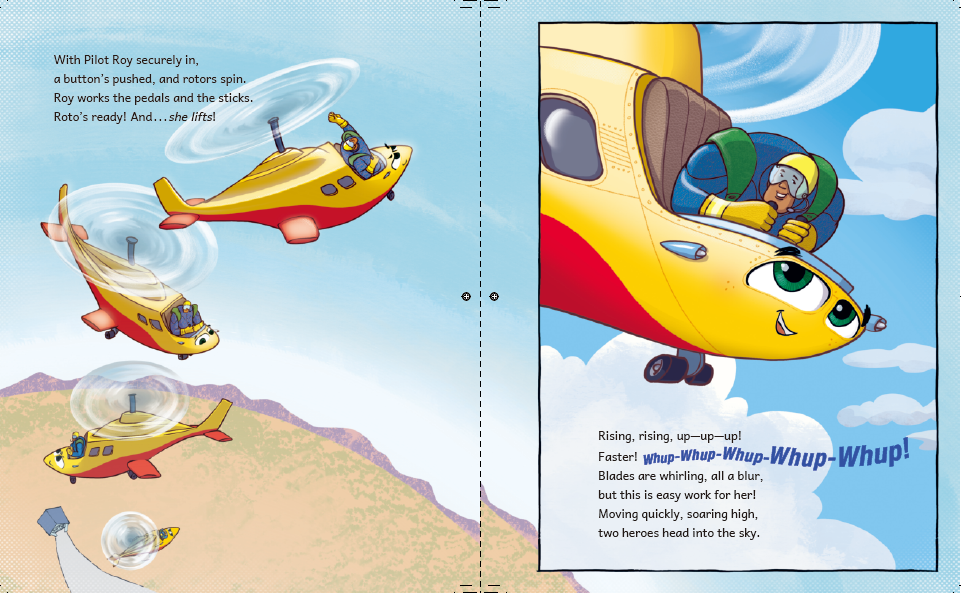 With Pilot Roy securely in,
a button's pushed, and rotors spin.
Roy works the pedals and the sticks.
Roto's ready! And...she lifts!
Rising, rising, up—up—up!
Faster! Whup-Whup-Whup-Whup-Whup!
Blades are whirling, all a blur,
but this is easy work for her!
Moving quickly, soaring high,
two heroes head into the sky.